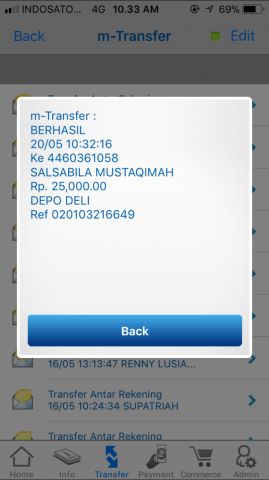 INDOSATO... 4G 10.33 AM 69%
Back m-Transfer Edit
m-Transfer :
BERHASIL
20/05 10:32:16
Ke 4460361058
SALSABILA MUSTAQIMAH
Rp. 25,000.00
DEPO DELI
Ref 020103216649
Back
16/05 13:13:47 RENNY LUSIA...
Transfer Antar Rekening
16/05 10:24:34 SUPATRIAH
Transfer Antar Rekening
Home Info Transfer Payment Commerce Admin